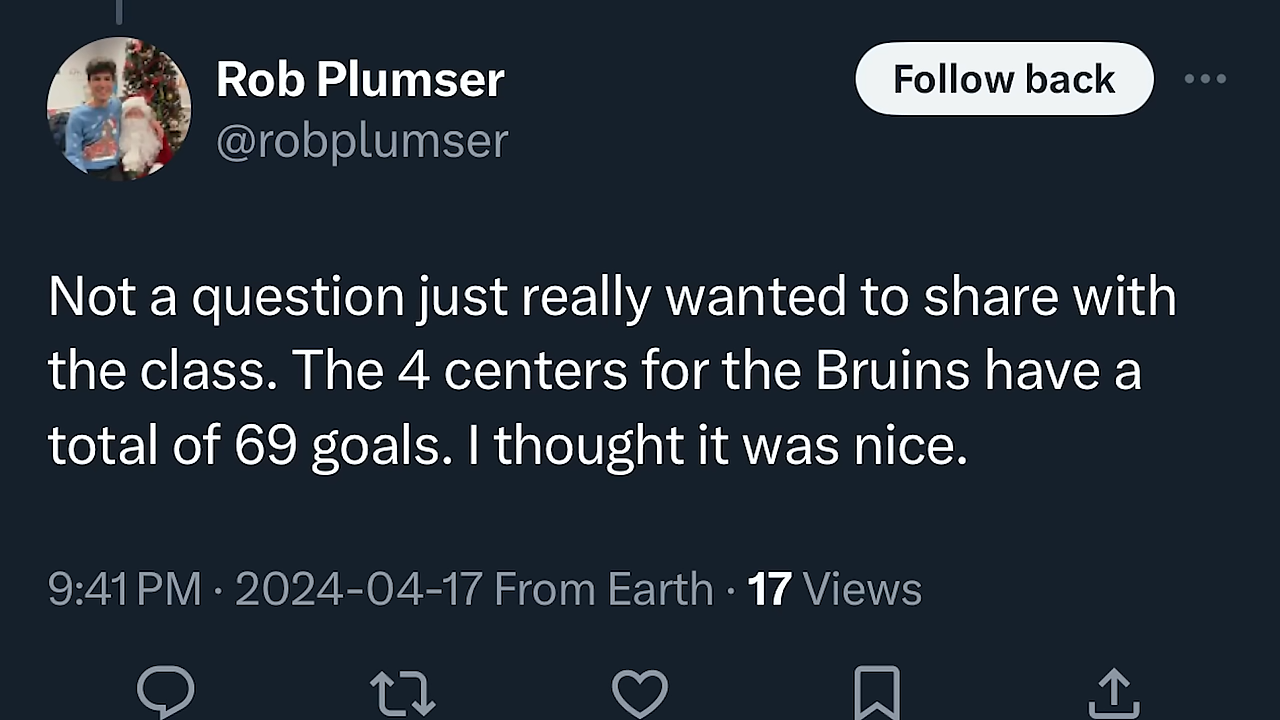 Rob Plumser
Follow back
@robplumser
Not a question just really wanted to share with
the class. The 4 centers for the Bruins have a
total of 69 goals. I thought it was nice.
9:41 PM · 2024-04-17 From Earth · 17 Views